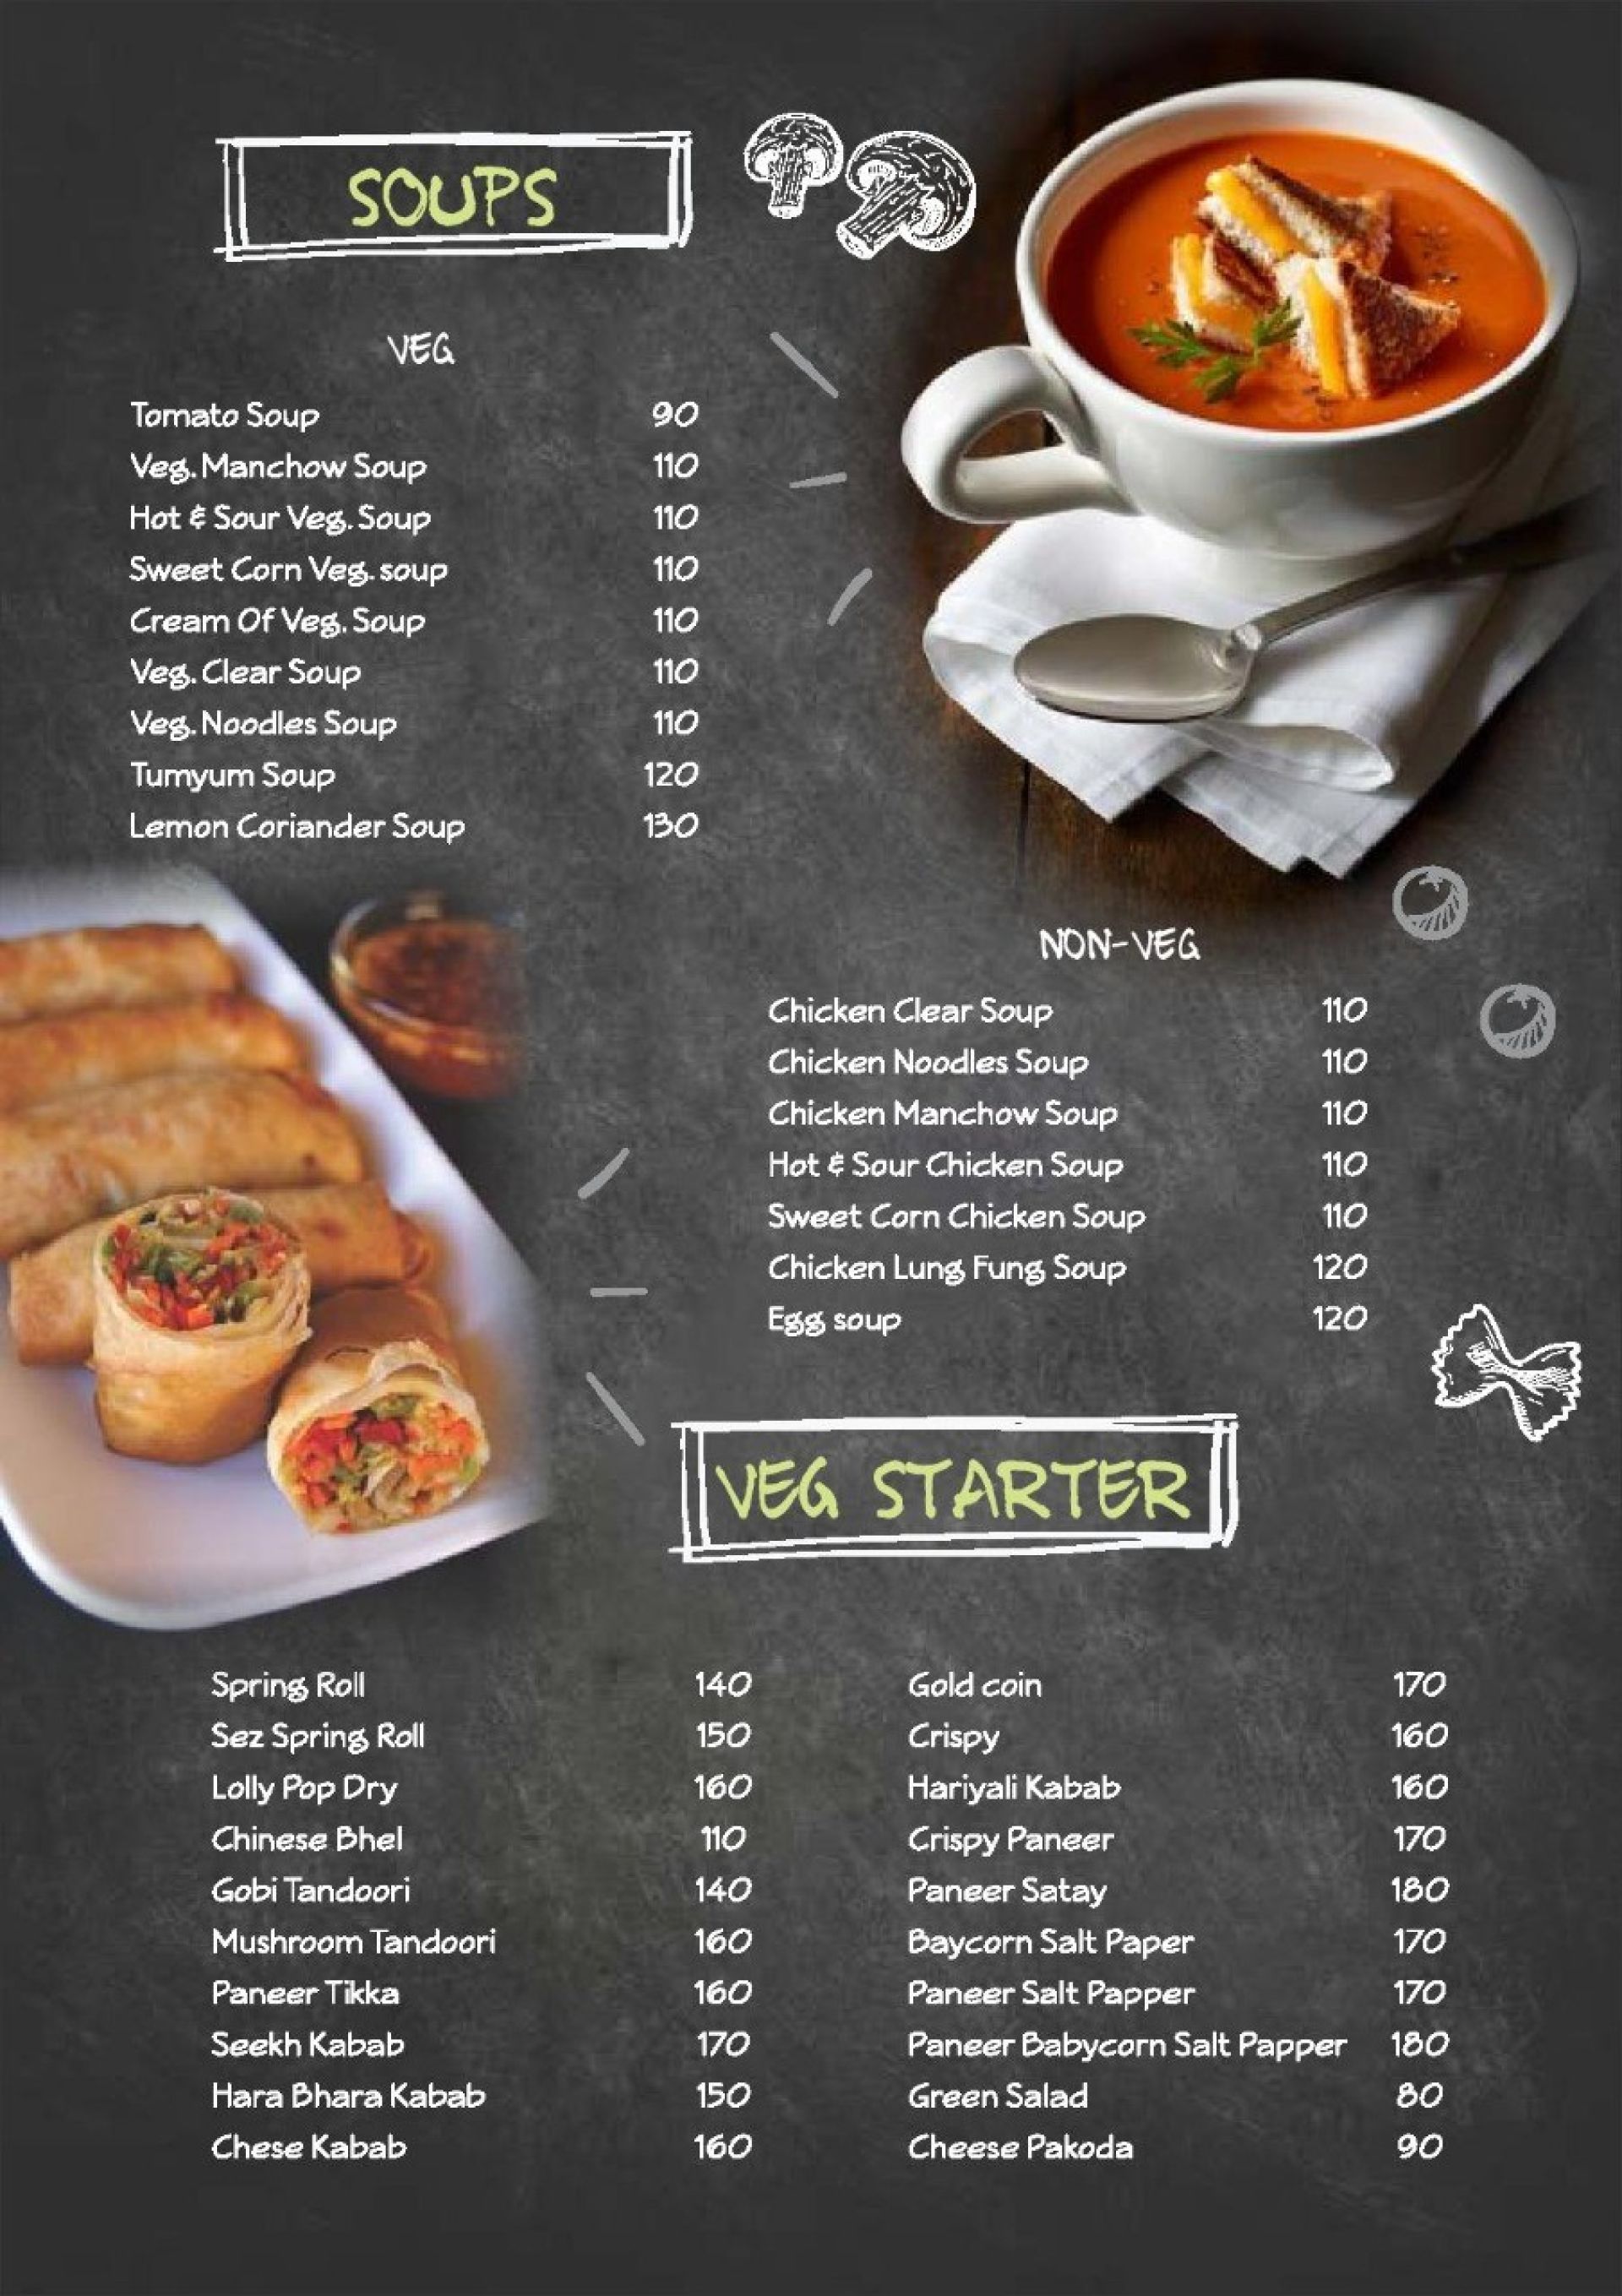 SOUPS
VEG
Tomato Soup 90
Veg. Manchow Soup 110
Hot & Sour Veg. Soup 110
Sweet Corn Veg. soup 110
Cream Of Veg. Soup 110
Veg. Clear Soup 110
Veg. Noodles Soup 110
Tumyum Soup 120
Lemon Coriander Soup 130
NON-VEG
Chicken Clear Soup 110
Chicken Noodles Soup 110
Chicken Manchow Soup 110
Hot & Sour Chicken Soup 110
Sweet Corn Chicken Soup 110
Chicken Lung Fung Soup 120
Egg soup 120
VEG STARTER
Spring Roll 140
Sez Spring Roll 150
Lolly Pop Dry 160
Chinese Bhel 110
Gobi Tandoori 140
Mushroom Tandoori 160
Paneer Tikka 160
Seekh Kabab 170
Hara Bhara Kabab 150
Chese Kabab 160
Gold coin 170
Crispy 160
Hariyali Kabab 160
Crispy Paneer 170
Paneer Satay 180
Baycorn Salt Paper 170
Paneer Salt Papper 170
Paneer Babycorn Salt Papper 180
Green Salad 80
Cheese Pakoda 90